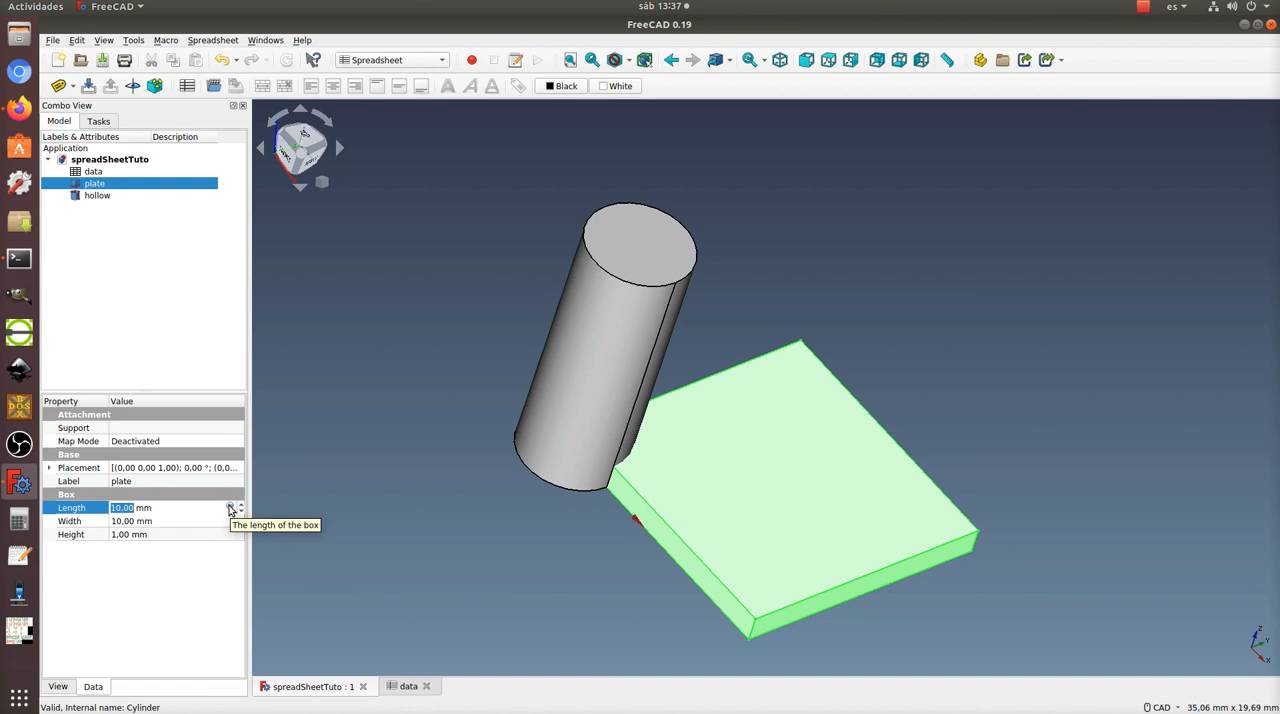 Actividades
FreeCAD
sáb 13:37
es
FreeCAD 0.19
File Edit View Tools Macro Spreadsheet Windows Help
Spreadsheet
Black
White
Combo View
Model
Tasks
Labels & Attributes
Description
Application
spreadSheetTuto
data
plate
hollow
Property
Value
Attachment
Support
Map Mode
Deactivated
Base
Placement
[(0,00 0,00 1,00); 0,00 °; (0,0...
Label
plate
Box
Length
10,00 mm
The length of the box
Width
10,00 mm
Height
1,00 mm
Z
Y
X
View
Data
spreadSheetTuto : 1
data
Valid, Internal name: Cylinder
CAD
35,06 mm x 19,69 mm